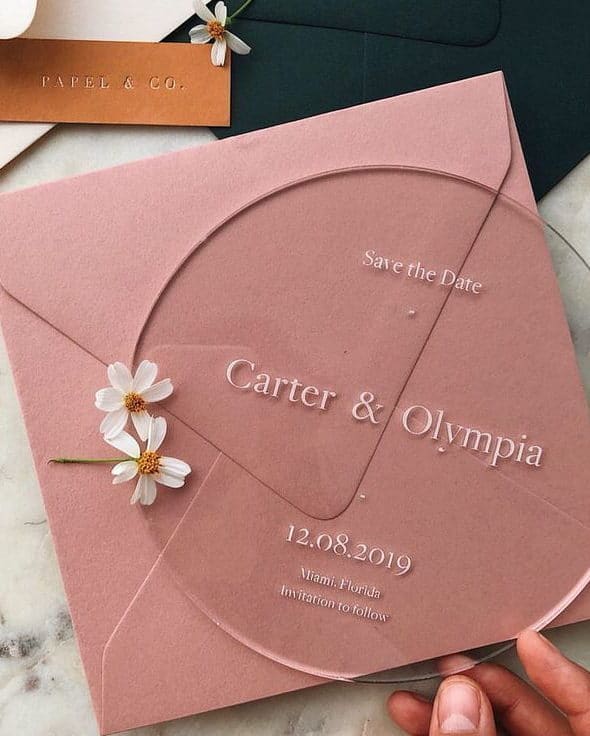 PAPEL & CO.
Save the Date
Carter & Olympia
12.08.2019
Miami, Florida
Invitation to follow